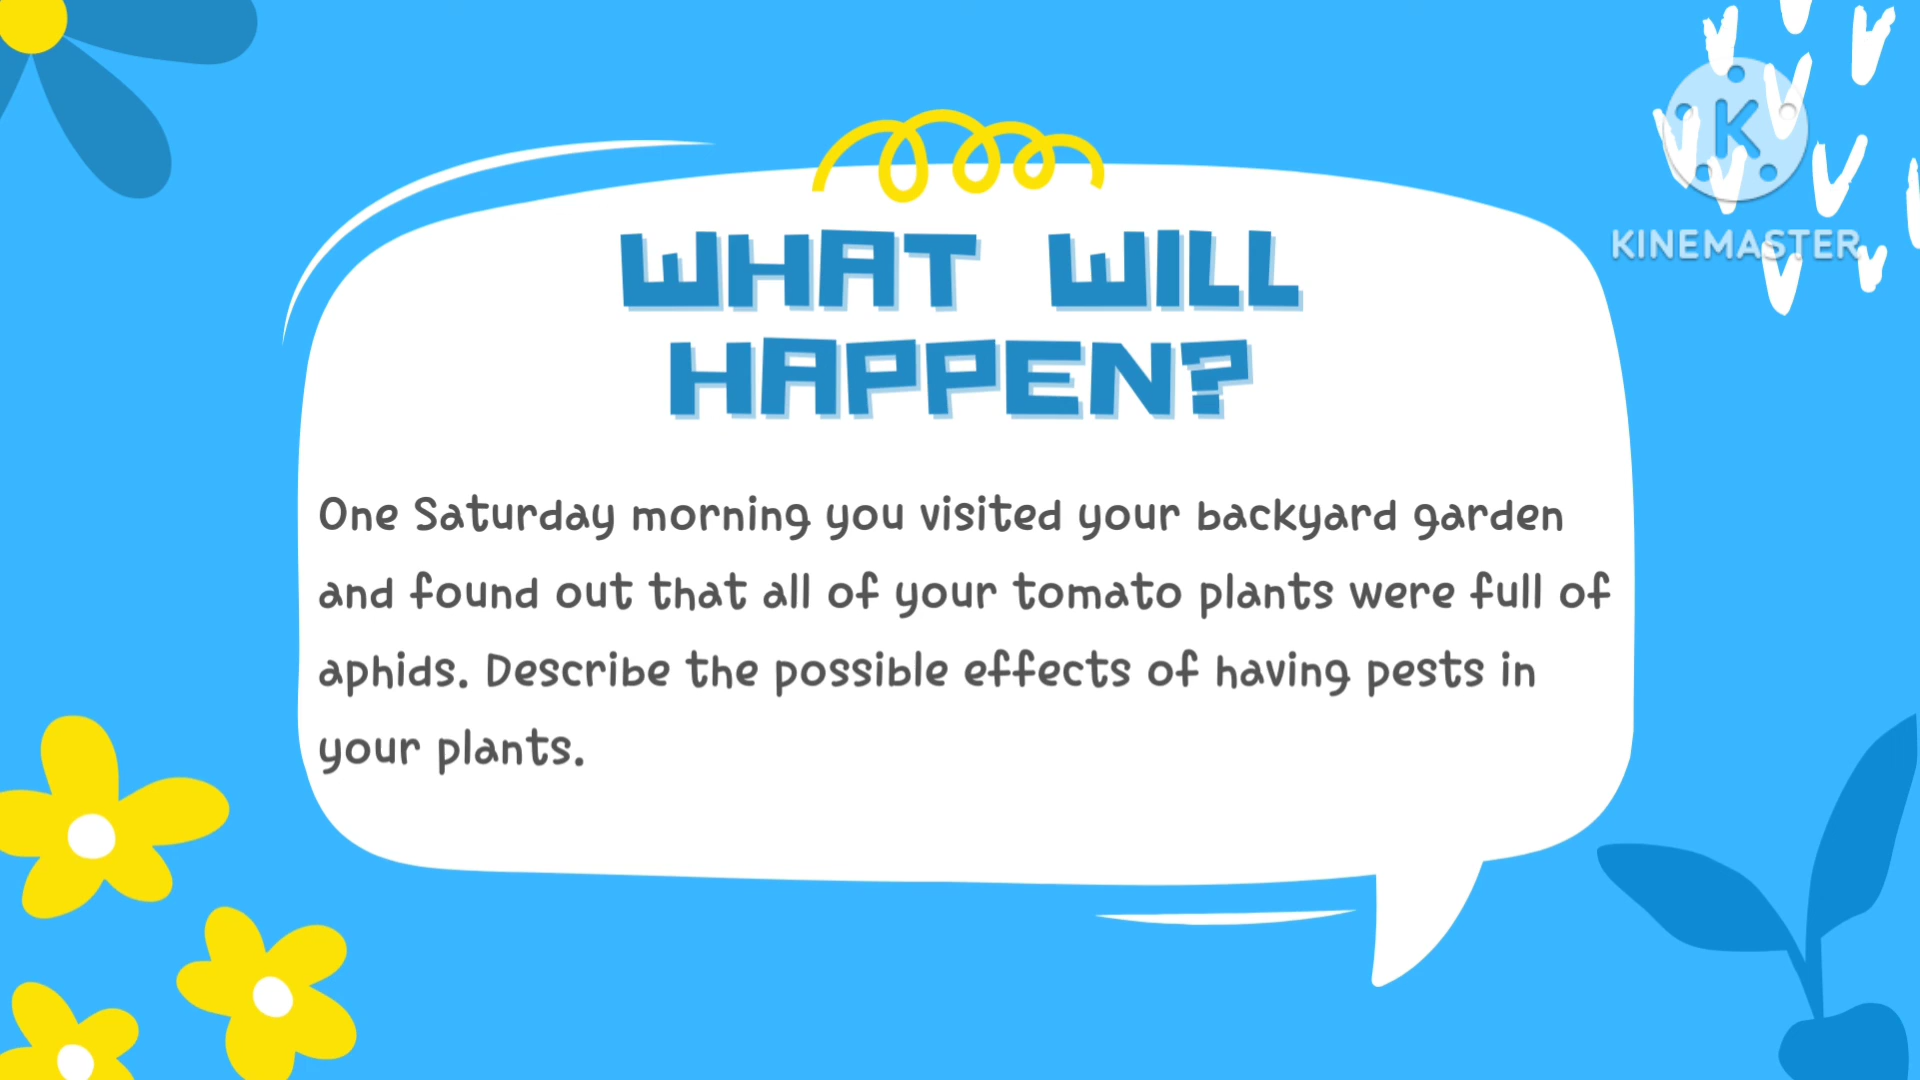 WHAT WILL
HAPPEN?
One Saturday morning you visited your backyard garden
and found out that all of your tomato plants were full of
aphids. Describe the possible effects of having pests in
your plants.
K
KINEMASTER